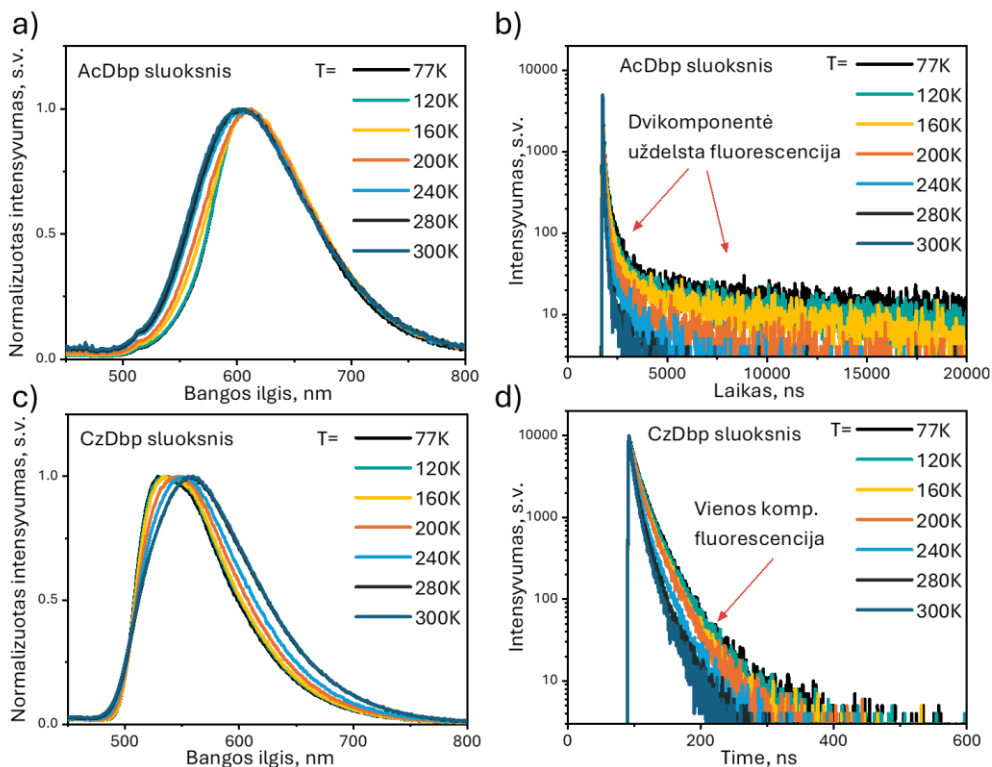 a)
Normalizuotas intensyvumas, s.v.
AcDbp sluoksnis
T=
77K
120K
160K
200K
240K
280K
300K
1.0
0.5
0.0
500
600
700
800
Bangos ilgis, nm
b)
Intensyvumas, s.v.
AcDbp sluoksnis
T=
77K
120K
160K
200K
240K
280K
300K
Dvikomponentė
uždelsta fluorescencija
10000
1000
100
10
0
5000
10000
15000
20000
Laikas, ns
c)
Normalizuotas intensyvumas, s.v.
CzDbp sluoksnis
T=
77K
120K
160K
200K
240K
280K
300K
1.0
0.5
0.0
500
600
700
800
Bangos ilgis, nm
d)
Intensyvumas, s.v.
CzDbp sluoksnis
T=
77K
120K
160K
200K
240K
280K
300K
Vienos komp.
fluorescencija
10000
1000
100
10
0
200
400
600
Time, ns